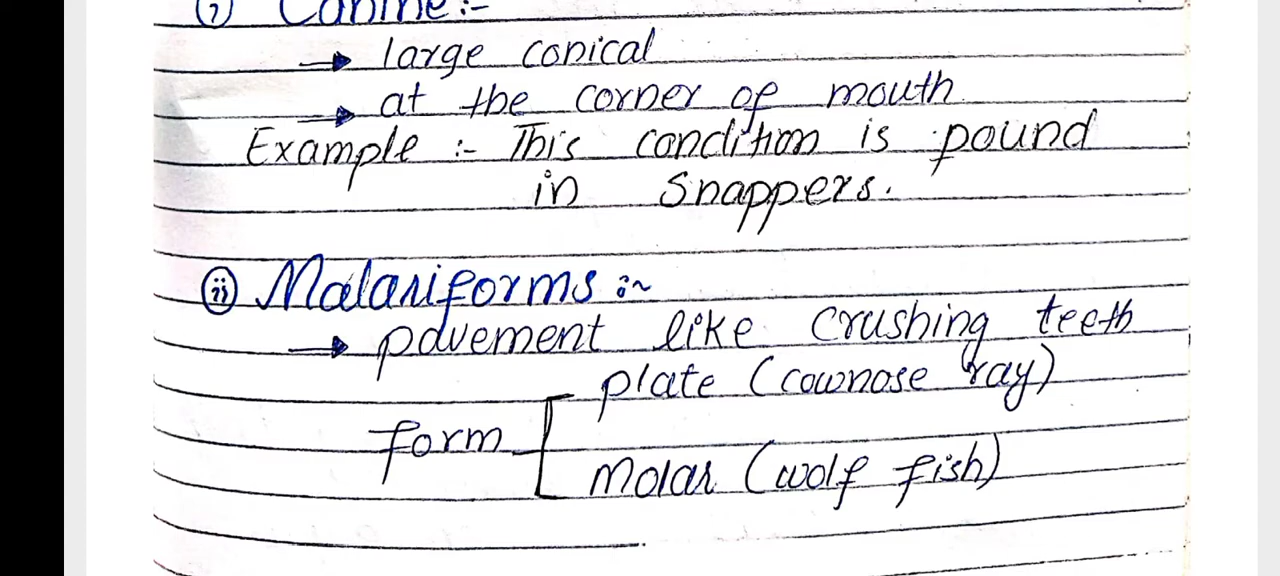 (i) Canine :-
→ large conical
→ at the corner of mouth
Example :- This condition is pound
in Snappers.
(ii) Malariforms :~
→ pavement like crushing teeth
form [ plate (cownose ray)
molar (wolf fish)